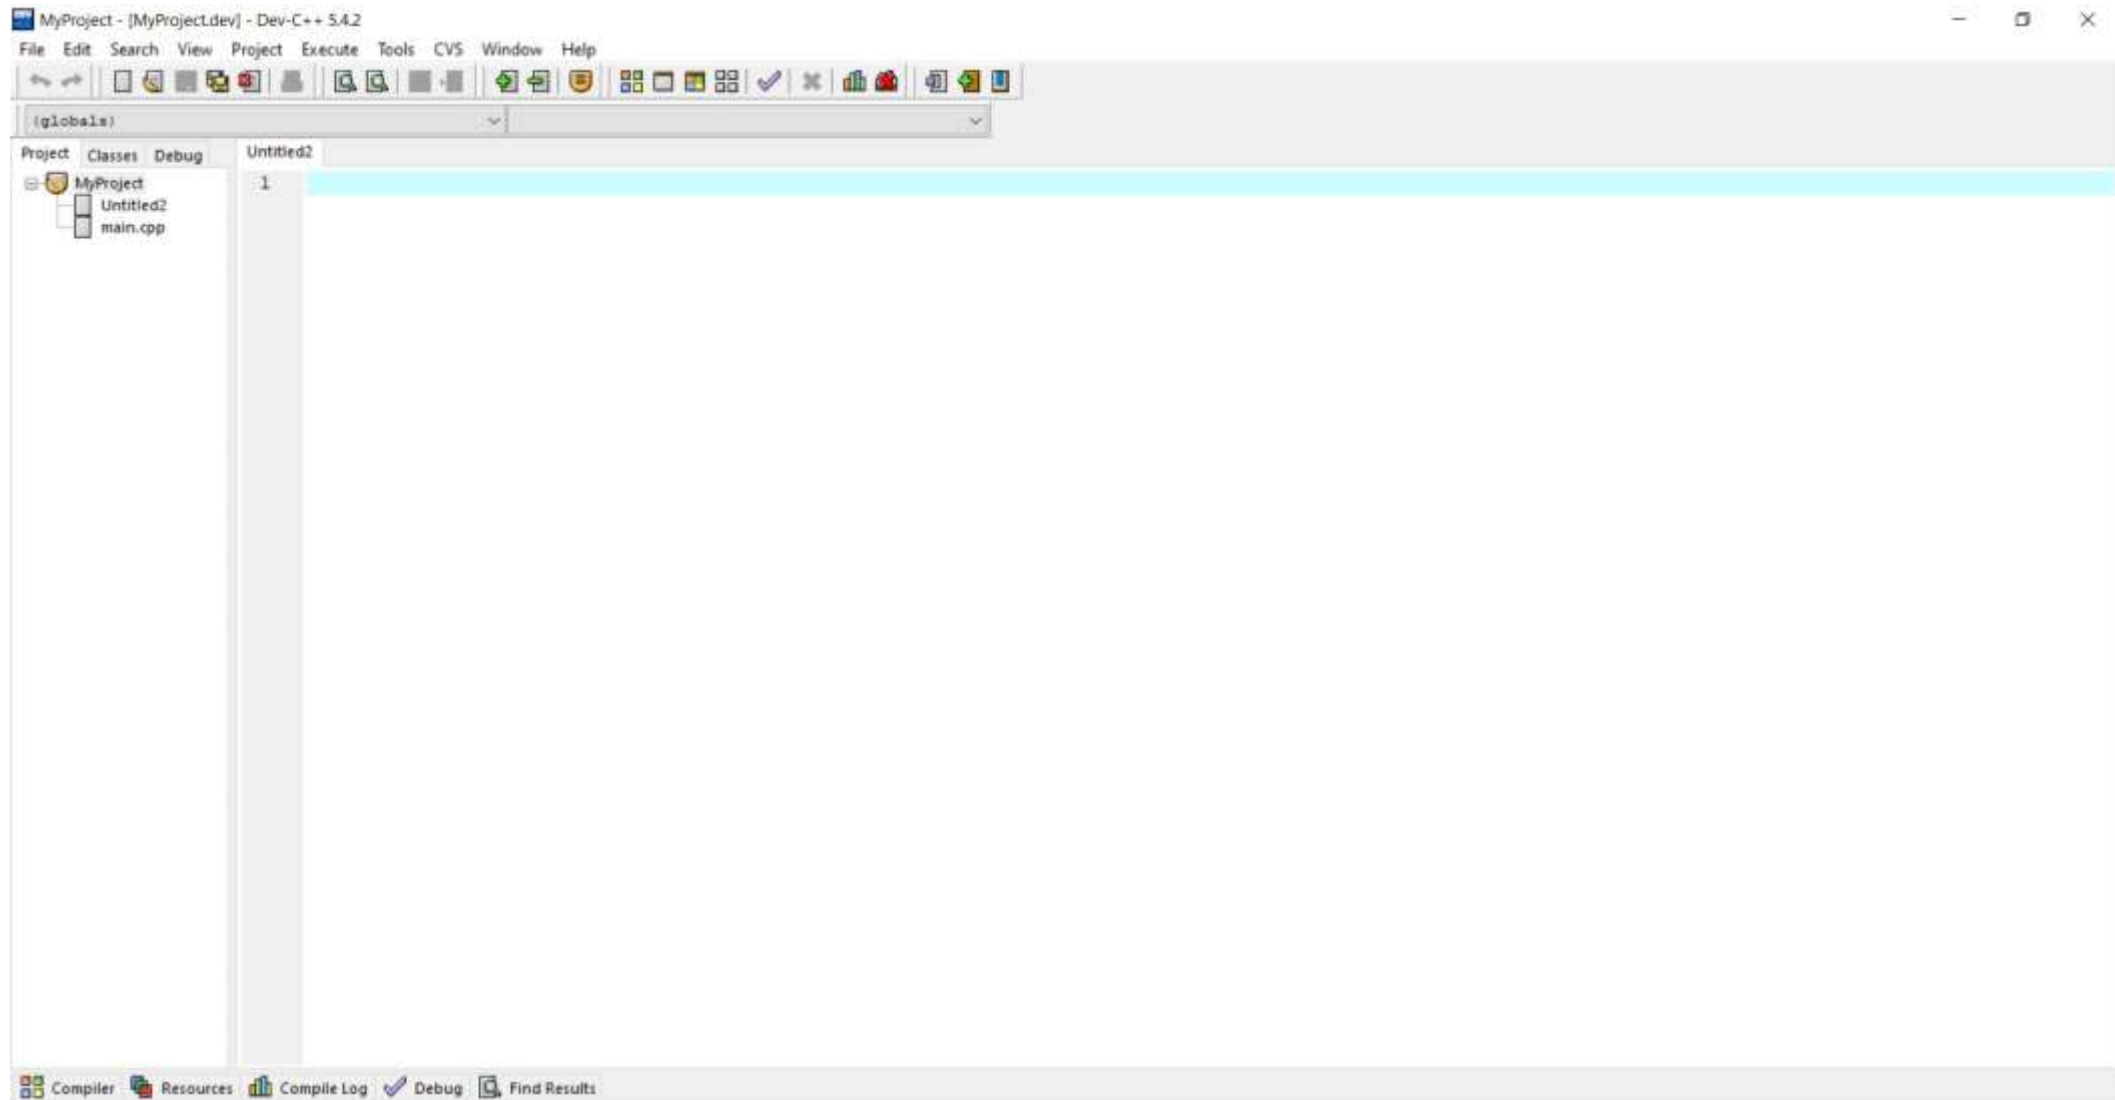 MyProject - [MyProject.dev] - Dev-C++ 5.4.2
File Edit Search View Project Execute Tools CVS Window Help
(globals)
Project Classes Debug Untitled2
MyProject 1
Untitled2
main.cpp
Compiler Resources Compile Log Debug Find Results